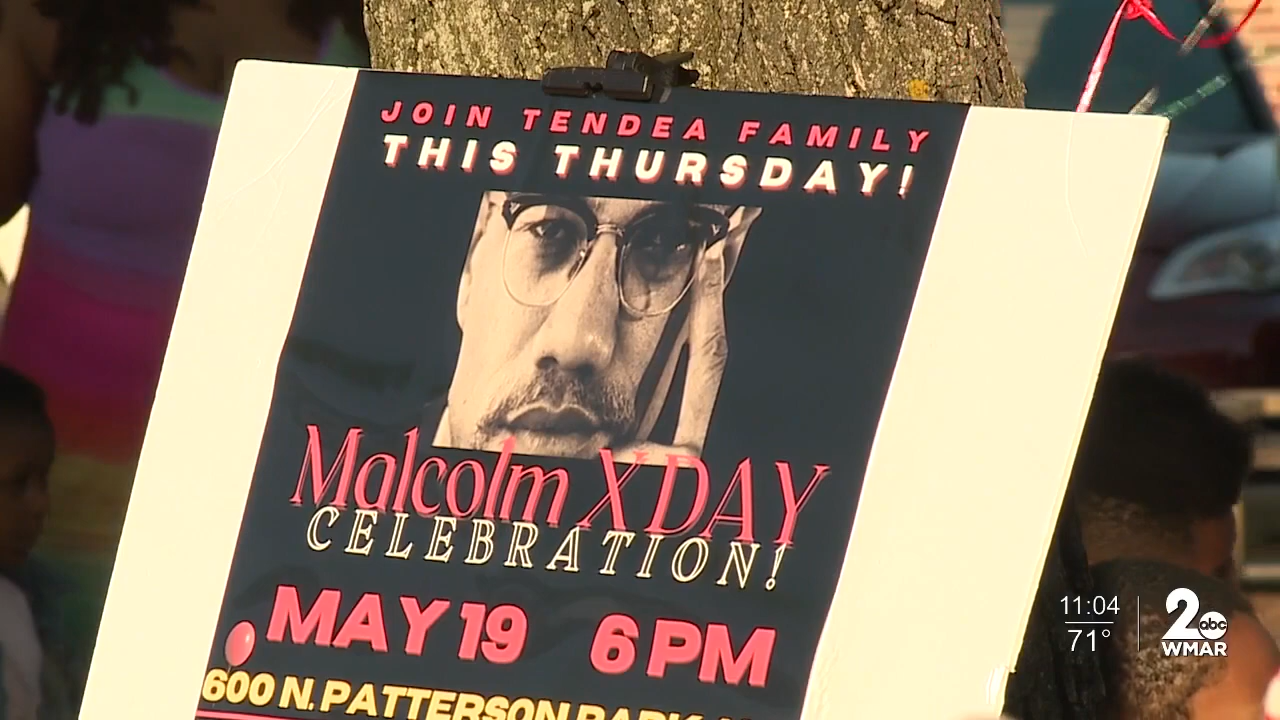 JOIN TENDEA FAMILY
THIS THURSDAY!
Malcolm X DAY
CELEBRATION!
MAY 19 6 PM
600 N. PATTERSON PARK
11:04
71°
2 abc
WMAR